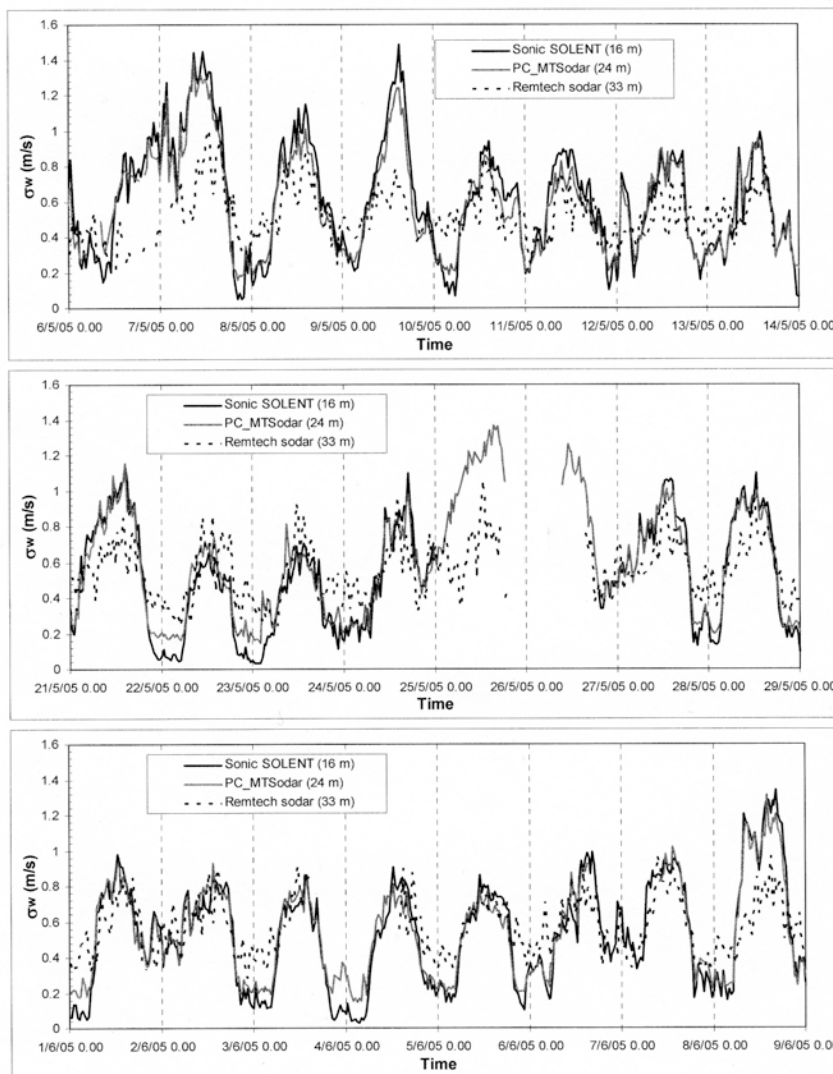 1.6
1.4
1.2
1
0.8
0.6
0.4
0.2
0
σw (m/s)
Sonic SOLENT (16 m)
PC_MTSodar (24 m)
Remtech sodar (33 m)
6/5/05 0.00 7/5/05 0.00 8/5/05 0.00 9/5/05 0.00 10/5/05 0.00 11/5/05 0.00 12/5/05 0.00 13/5/05 0.00 14/5/05 0.00
Time
1.6
1.4
1.2
1
0.8
0.6
0.4
0.2
0
σw (m/s)
Sonic SOLENT (16 m)
PC_MTSodar (24 m)
Remtech sodar (33 m)
21/5/05 0.00 22/5/05 0.00 23/5/05 0.00 24/5/05 0.00 25/5/05 0.00 26/5/05 0.00 27/5/05 0.00 28/5/05 0.00 29/5/05 0.00
Time
1.6
1.4
1.2
1
0.8
0.6
0.4
0.2
0
σw (m/s)
Sonic SOLENT (16 m)
PC_MTSodar (24 m)
Remtech sodar (33 m)
1/6/05 0.00 2/6/05 0.00 3/6/05 0.00 4/6/05 0.00 5/6/05 0.00 6/6/05 0.00 7/6/05 0.00 8/6/05 0.00 9/6/05 0.00
Time